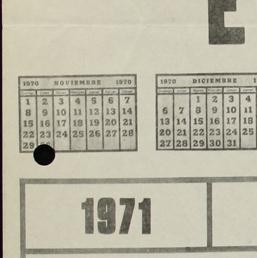 E
1970 NOVIEMBRE 1970
1 2 3 4 5 6 7
8 9 10 11 12 13 14
15 16 17 18 19 20 21
22 23 24 25 26 27 28
29
1970 DICIEMBRE 1
1 2 3 4
6 7 8 9 10 11
13 14 15 16 17 18
20 21 22 23 24 25
27 28 29 30 31
1971